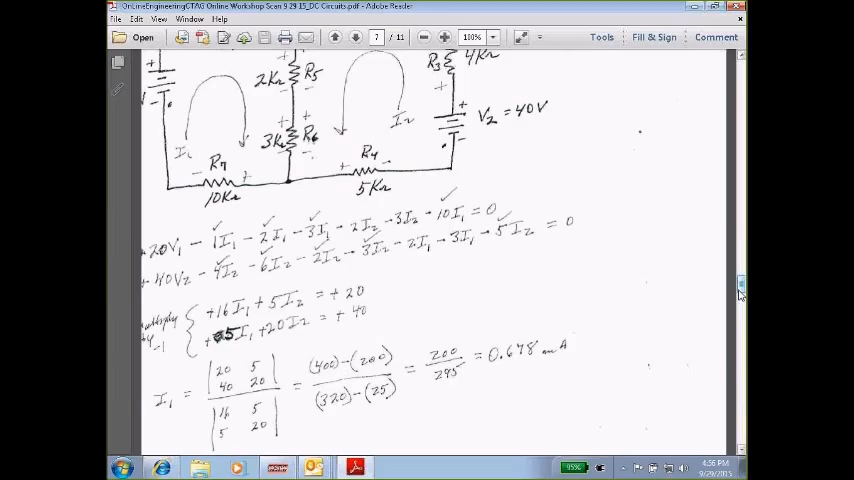 OnLineEngineeringCTAG Online Workshop Scan 9 29 15_DC Circuits.pdf - Adobe Reader
File Edit View Window Help
Open 7 / 11 100% Tools Fill & Sign Comment
R3 4KΩ
2KΩ R5
V2 = 40V
I1 I2
3KΩ R6
R7 R4
10KΩ 5KΩ
+20V1 - 1I1 - 2I1 - 3I1 - 2I2 - 3I2 - 10I1 = 0
+40V2 - 4I2 - 6I2 - 2I2 - 3I2 - 2I1 - 3I1 - 5I2 = 0
+16I1 + 5I2 = +20
+5I1 + 20I2 = +40
-1
I1 = |20 5 40 20| / |16 5 5 20| = (400)-(200) / (320)-(25) = 200 / 295 = 0.678 mA
95% 4:56 PM
9/29/2015